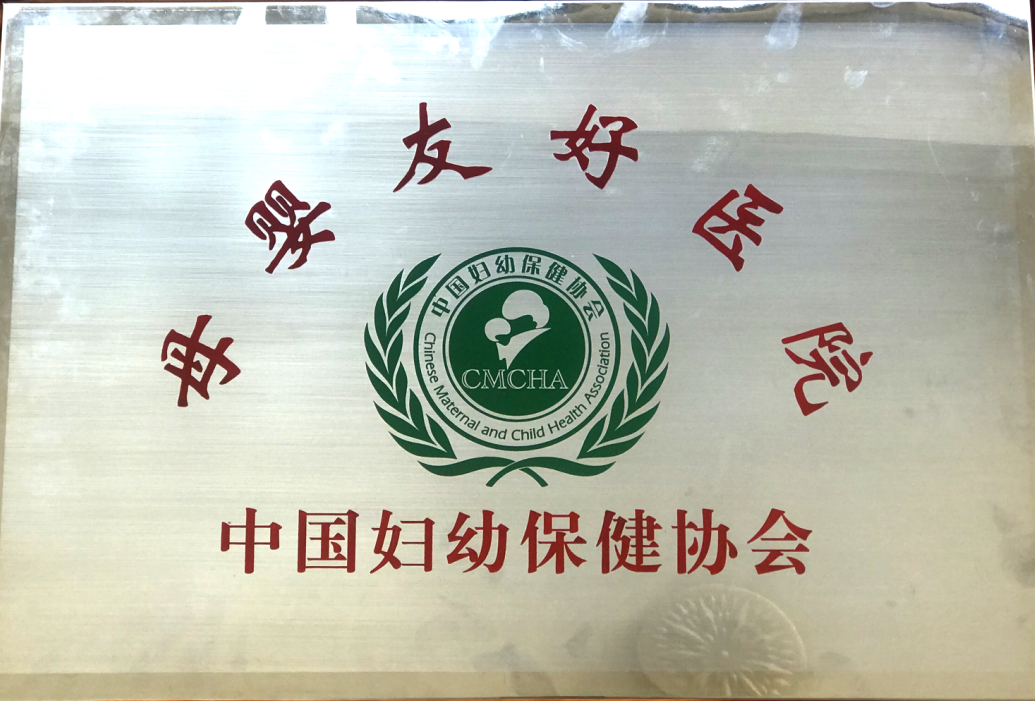 母婴友好医院
中国妇幼保健协会
CMCHA
Chinese Maternal and Child Health Association
中国妇幼保健协会